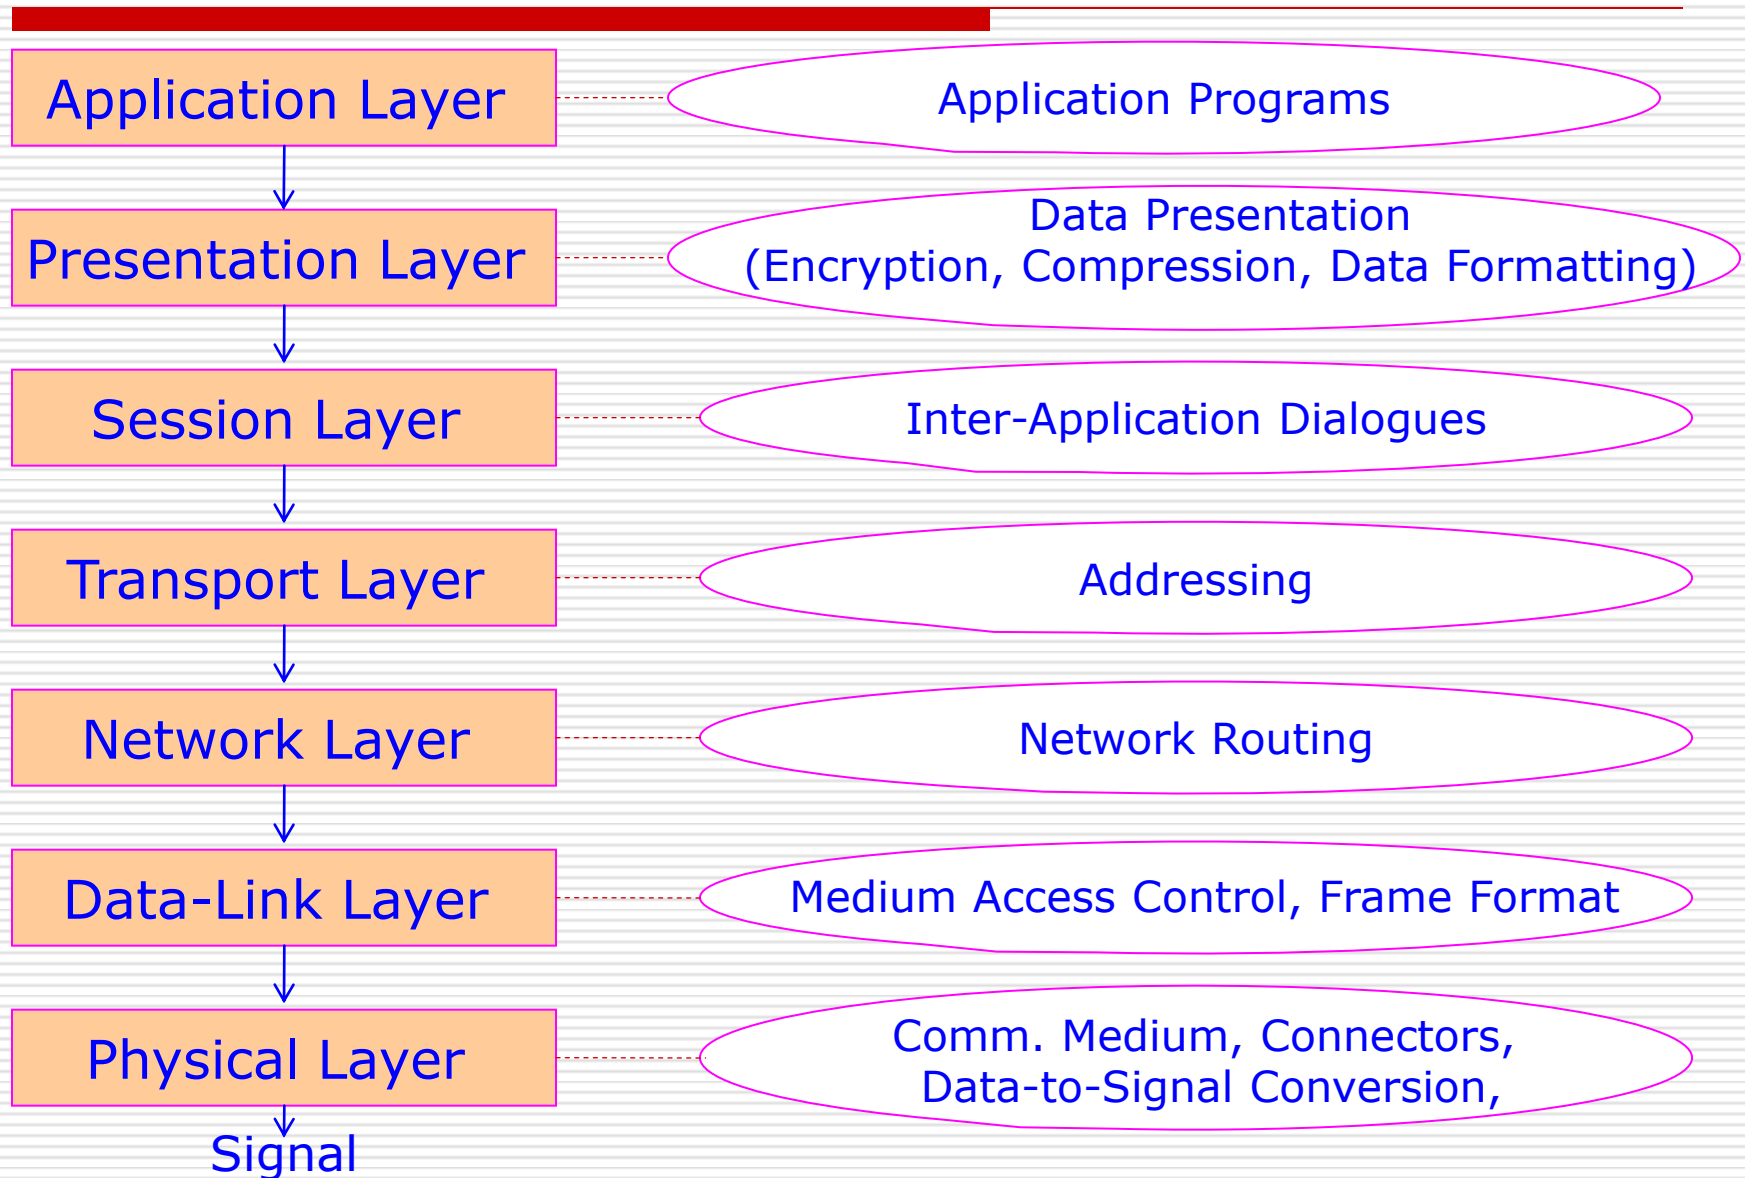 Application Layer
Application Programs
Presentation Layer
Data Presentation
(Encryption, Compression, Data Formatting)
Session Layer
Inter-Application Dialogues
Transport Layer
Addressing
Network Layer
Network Routing
Data-Link Layer
Medium Access Control, Frame Format
Physical Layer
Comm. Medium, Connectors,
Data-to-Signal Conversion,
Signal